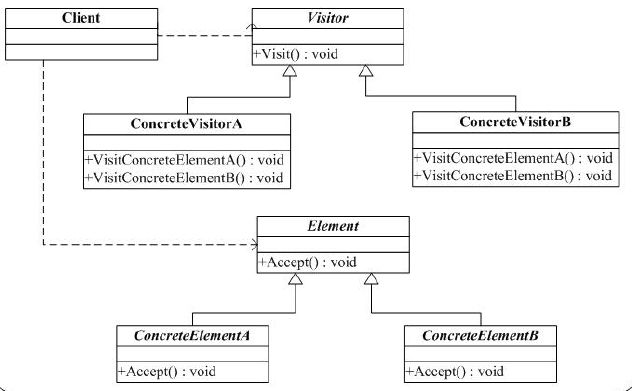 Client
Visitor
+Visit() : void
ConcreteVisitorA
+VisitConcreteElementA() : void
+VisitConcreteElementB() : void
ConcreteVisitorB
+VisitConcreteElementA() : void
+VisitConcreteElementB() : void
Element
+Accept() : void
ConcreteElementA
+Accept() : void
ConcreteElementB
+Accept() : void